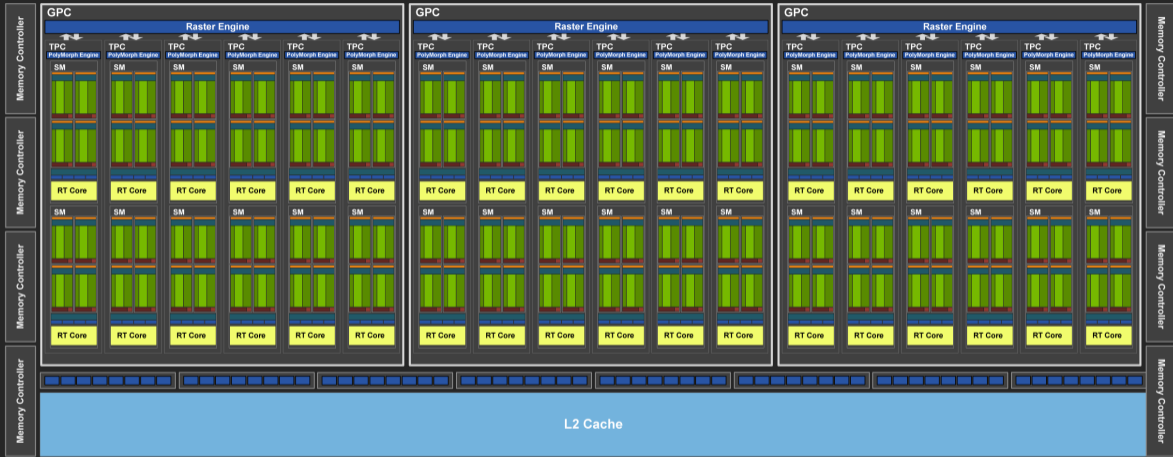 GPC GPC GPC
Raster Engine Raster Engine Raster Engine
TPC TPC TPC TPC TPC TPC TPC TPC TPC TPC TPC TPC TPC TPC TPC TPC TPC TPC
PolyMorph Engine PolyMorph Engine PolyMorph Engine PolyMorph Engine PolyMorph Engine PolyMorph Engine PolyMorph Engine PolyMorph Engine PolyMorph Engine PolyMorph Engine PolyMorph Engine PolyMorph Engine PolyMorph Engine PolyMorph Engine PolyMorph Engine PolyMorph Engine PolyMorph Engine PolyMorph Engine
SM SM SM SM SM SM SM SM SM SM SM SM SM SM SM SM SM SM
RT Core RT Core RT Core RT Core RT Core RT Core RT Core RT Core RT Core RT Core RT Core RT Core RT Core RT Core RT Core RT Core RT Core RT Core
SM SM SM SM SM SM SM SM SM SM SM SM SM SM SM SM SM SM
RT Core RT Core RT Core RT Core RT Core RT Core RT Core RT Core RT Core RT Core RT Core RT Core RT Core RT Core RT Core RT Core RT Core RT Core
L2 Cache
Memory Controller
Memory Controller
Memory Controller
Memory Controller
Memory Controller
Memory Controller
Memory Controller
Memory Controller